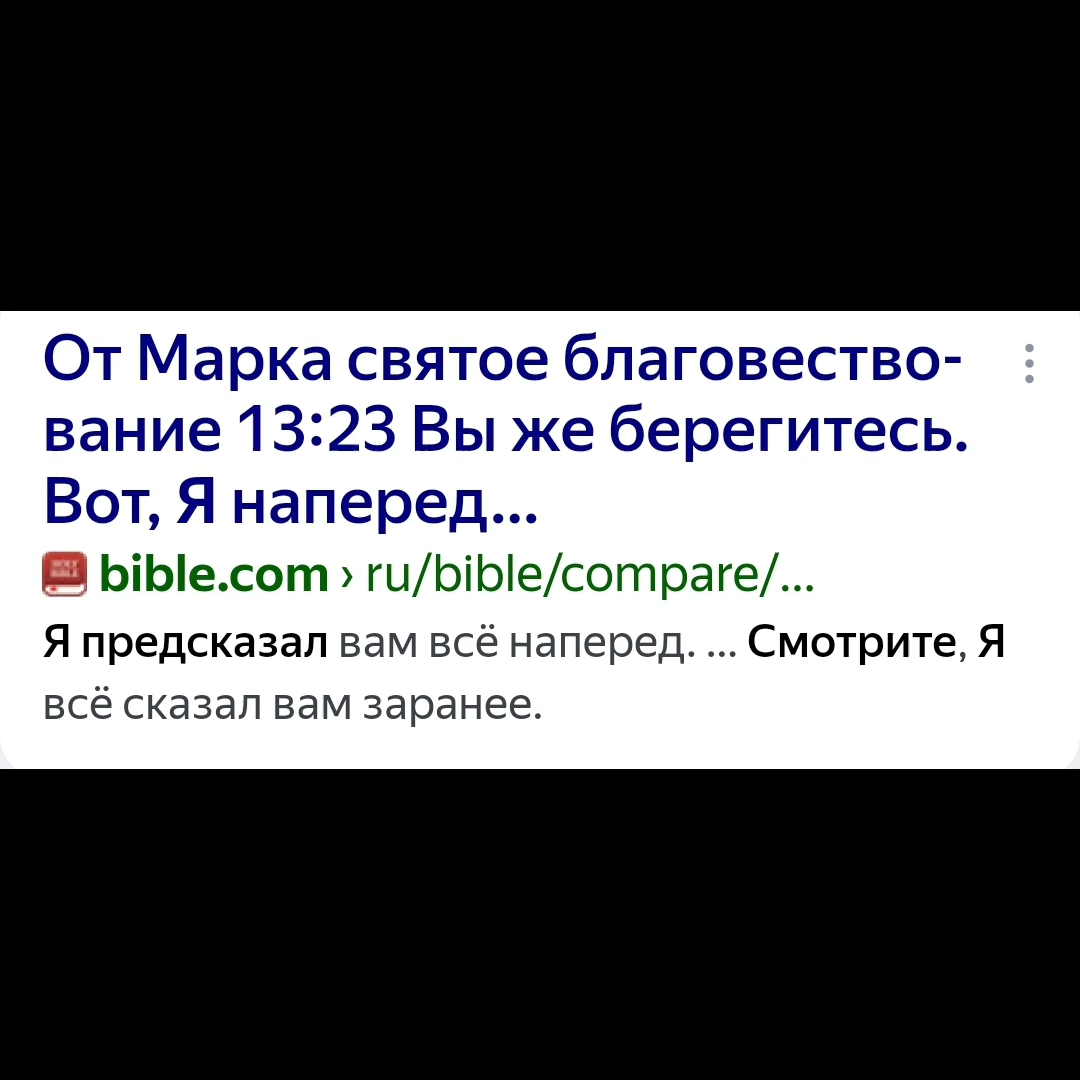 От Марка святое благовество-
вание 13:23 Вы же берегитесь.
Вот, Я наперед...
bible.com › ru/bible/compare/...
Я предсказал вам всё наперед. ... Смотрите, Я
всё сказал вам заранее.